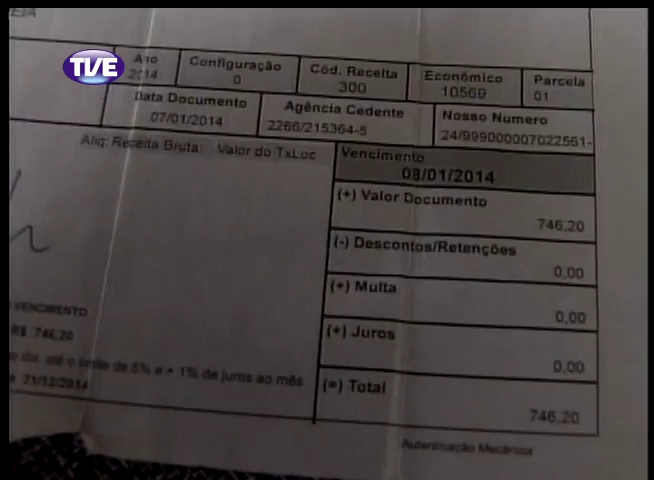 TVE
Ano
2014
Configuração
0
Cód. Receita
300
Econômico
10569
Parcela
01
Data Documento
07/01/2014
Agência Cedente
2266/215364-5
Nosso Numero
24/999000007022561-
Aliq. Receita Bruta: Valor do TxLoc
Vencimento
08/01/2014
(+) Valor Documento
746,20
(-) Descontos/Retenções
0,00
(+) Multa
0,00
(+) Juros
0,00
(=) Total
746,20
VENCIMENTO
R$ 746,20
dia até o limite de 5% e + 1% de juros ao mês
31/12/2014
Autenticação Mecânica